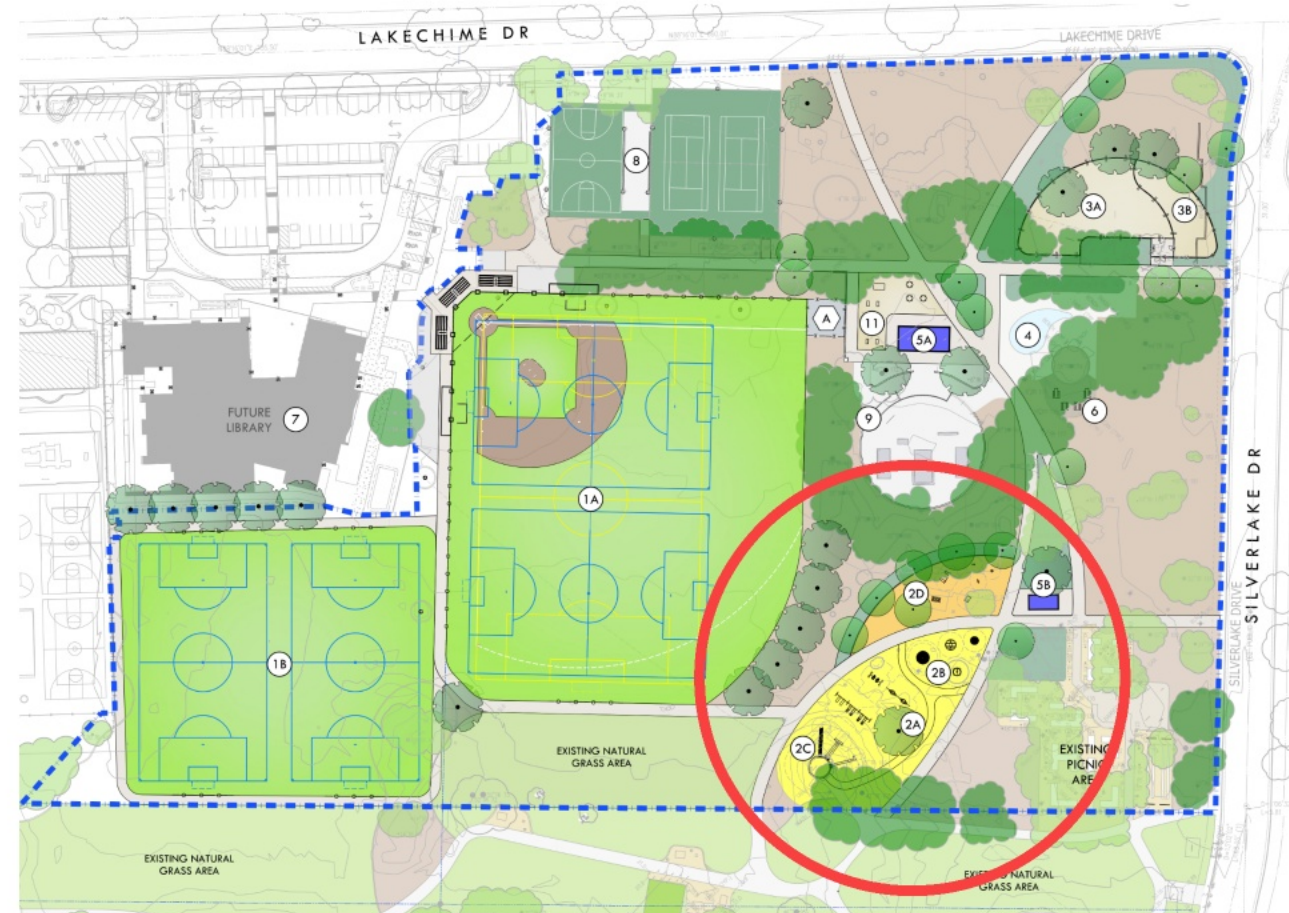 LAKECHIME DR
LAKECHIME DRIVE
8
3A
3B
A
11
5A
4
9
6
FUTURE
LIBRARY
7
1A
SILVERLAKE DR
SILVERLAKE DRIVE
2D
5B
1B
2B
2A
2C
EXISTING NATURAL
GRASS AREA
EXISTING
PICNIC
AREA
EXISTING NATURAL
GRASS AREA
EXISTING NATURAL
GRASS AREA